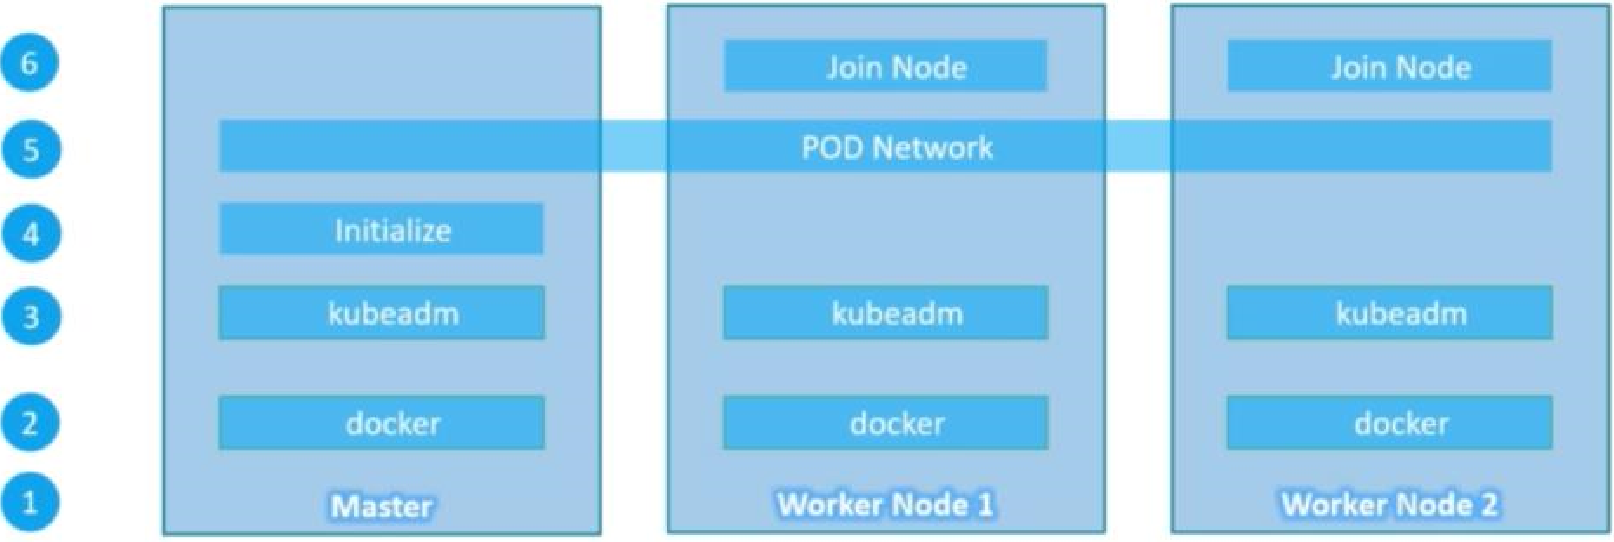 6 Join Node Join Node
5 POD Network
4 Initialize
3 kubeadm kubeadm kubeadm
2 docker docker docker
1 Master Worker Node 1 Worker Node 2